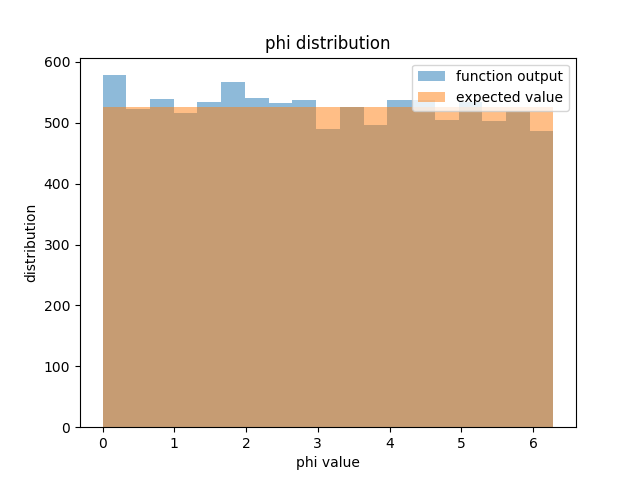 phi distribution
function output
expected value
600
500
400
300
200
100
0
distribution
0 1 2 3 4 5 6
phi value